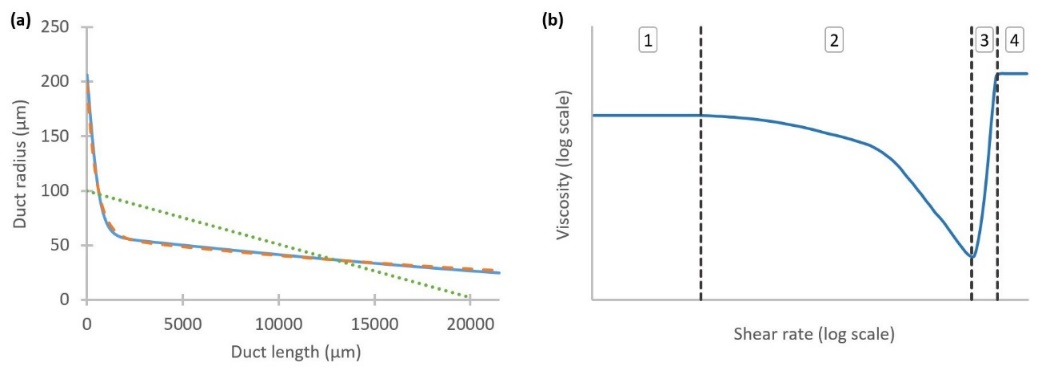 (a)
250
200
150
100
50
0
Duct radius (µm)
0 5000 10000 15000 20000
Duct length (µm)
(b)
1 2 3 4
Viscosity (log scale)
Shear rate (log scale)